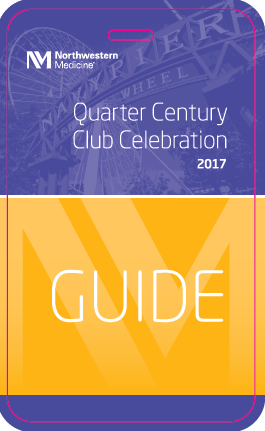 Northwestern
Medicine®
NAVY PIER
WHEEL
Quarter Century
Club Celebration
2017
GUIDE